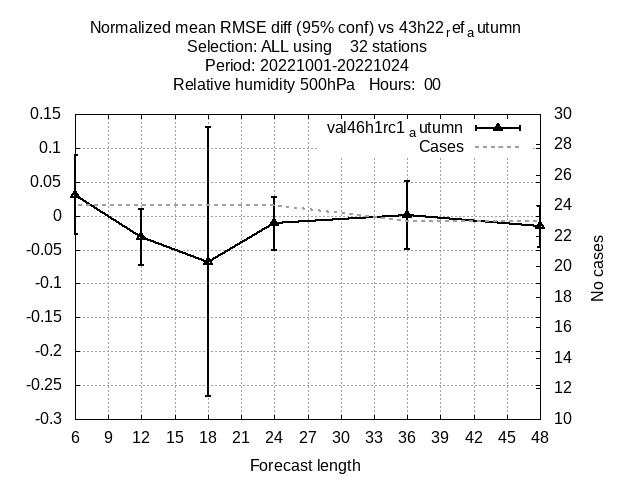 Normalized mean RMSE diff (95% conf) vs 43h22refautumn
Selection: ALL using 32 stations
Period: 20221001-20221024
Relative humidity 500hPa Hours: 00
0.15
0.1
0.05
0
-0.05
-0.1
-0.15
-0.2
-0.25
-0.3
val46h1rc1autumn
Cases
30
28
26
24
22
20
18
16
14
12
10
No cases
6 9 12 15 18 21 24 27 30 33 36 39 42 45 48
Forecast length